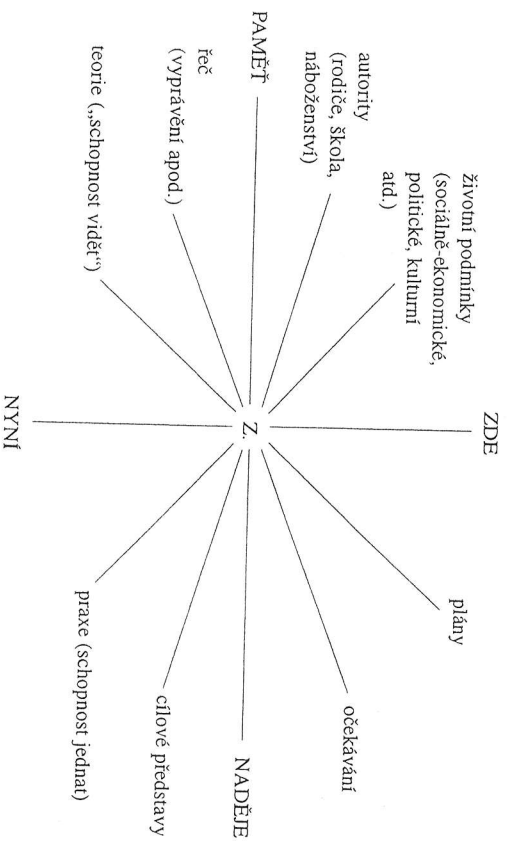 ZDE
životní podmínky
(sociálně-ekonomické,
politické, kulturní
atd.)
plány
autority
(rodiče, škola,
náboženství)
očekávání
PAMĚŤ
Z.
NADĚJE
řeč
(vyprávění apod.)
cílové představy
teorie („schopnost vidět“)
praxe (schopnost jednat)
NYNÍ